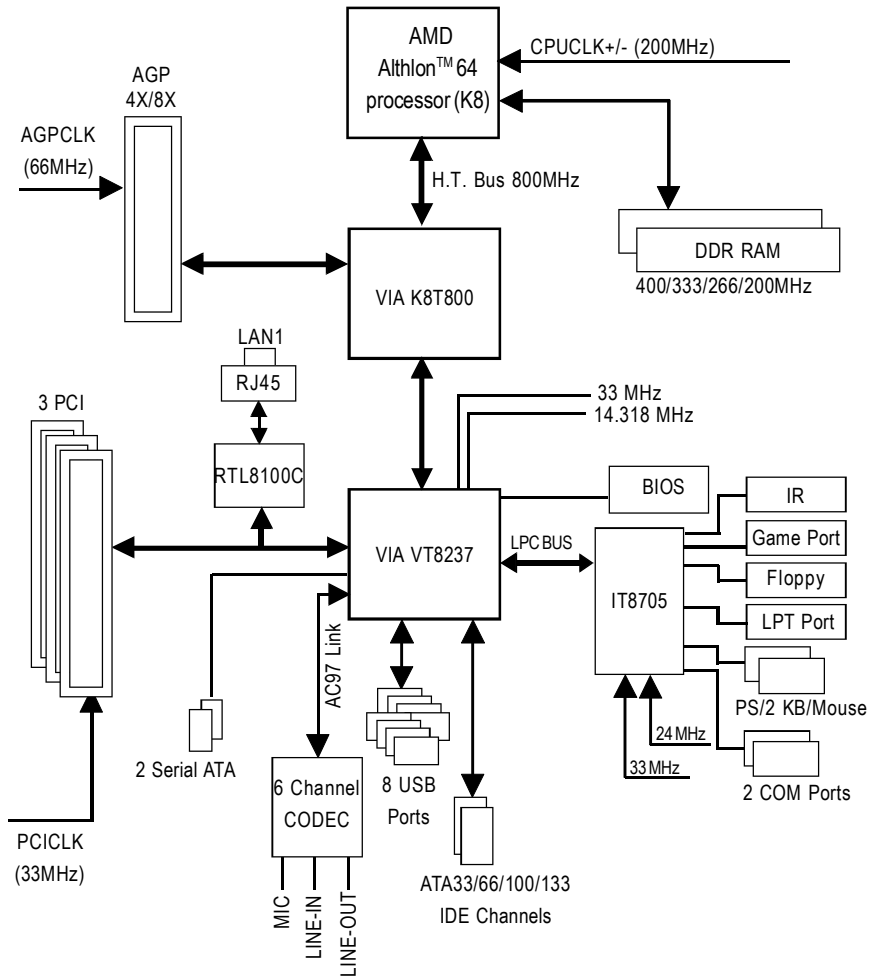 AMD
Althlon™ 64
processor (K8)
CPUCLK+/- (200MHz)
AGP
4X/8X
AGPCLK
(66MHz)
H.T. Bus 800MHz
DDR RAM
400/333/266/200MHz
VIA K8T800
LAN1
RJ45
33 MHz
14.318 MHz
3 PCI
RTL8100C
BIOS
IR
VIA VT8237
LPC BUS
Game Port
IT8705
Floppy
LPT Port
AC97 Link
PS/2 KB/Mouse
24 MHz
33 MHz
2 Serial ATA
6 Channel
CODEC
8 USB
Ports
2 COM Ports
PCICLK
(33MHz)
MIC
LINE-IN
LINE-OUT
ATA33/66/100/133
IDE Channels